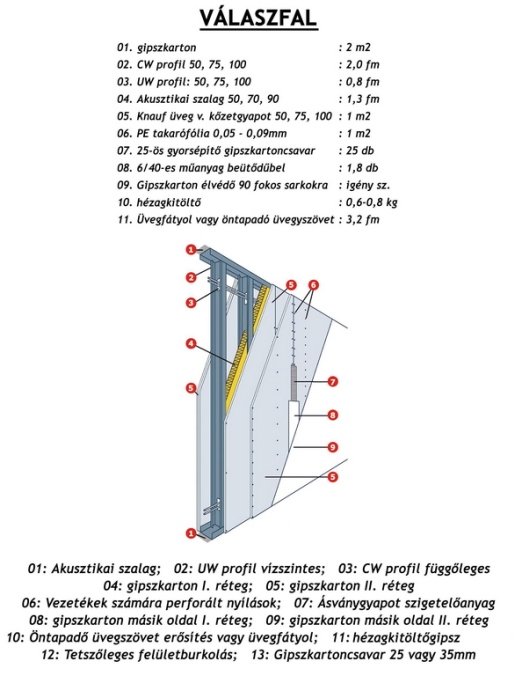 VÁLASZFAL
01. gipszkarton : 2 m2
02. CW profil 50, 75, 100 : 2,0 fm
03. UW profil: 50, 75, 100 : 0,8 fm
04. Akusztikai szalag 50, 70, 90 : 1,3 fm
05. Knauf üveg v. kőzetgyapot 50, 75, 100 : 1 m2
06. PE takarófólia 0,05 - 0,09mm : 1 m2
07. 25-ös gyorsépítő gipszkartoncsavar : 25 db
08. 6/40-es műanyag beütődűbel : 1,8 db
09. Gipszkarton élvédő 90 fokos sarkokra : igény sz.
10. hézagkitöltő : 0,6-0,8 kg
11. Üvegfátyol vagy öntapadó üvegyszövet : 3,2 fm
1
2
5
6
3
4
7
5
8
9
5
1
01: Akusztikai szalag; 02: UW profil vízszintes; 03: CW profil függőleges
04: gipszkarton I. réteg; 05: gipszkarton II. réteg
06: Vezetékek számára perforált nyílások; 07: Ásványgyapot szigetelőanyag
08: gipszkarton másik oldal I. réteg; 09: gipszkarton másik oldal II. réteg
10: Öntapadó üvegszövet erősítés vagy üvegfátyol; 11: hézagkitöltőgipsz
12: Tetszőleges felületburkolás; 13: Gipszkartoncsavar 25 vagy 35mm